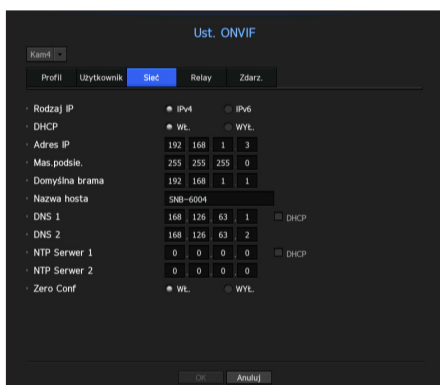 Ust. ONVIF
Kam4
Profil Użytkownik Sieć Relay Zdarz.
Rodzaj IP IPv4 IPv6
DHCP WŁ. WYŁ.
Adres IP 192 168 1 3
Mas.podsie. 255 255 255 0
Domyślna brama 192 168 1 1
Nazwa hosta SNB-6004
DNS 1 168 126 63 1 DHCP
DNS 2 168 126 63 2
NTP Serwer 1 0 0 0 0 DHCP
NTP Serwer 2 0 0 0 0
Zero Conf WŁ. WYŁ.
OK Anuluj